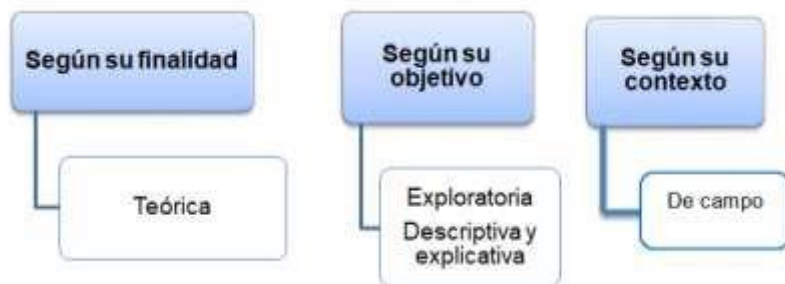 Según su finalidad
Teórica
Según su
objetivo
Exploratoria
Descriptiva y
explicativa
Según su
contexto
De campo